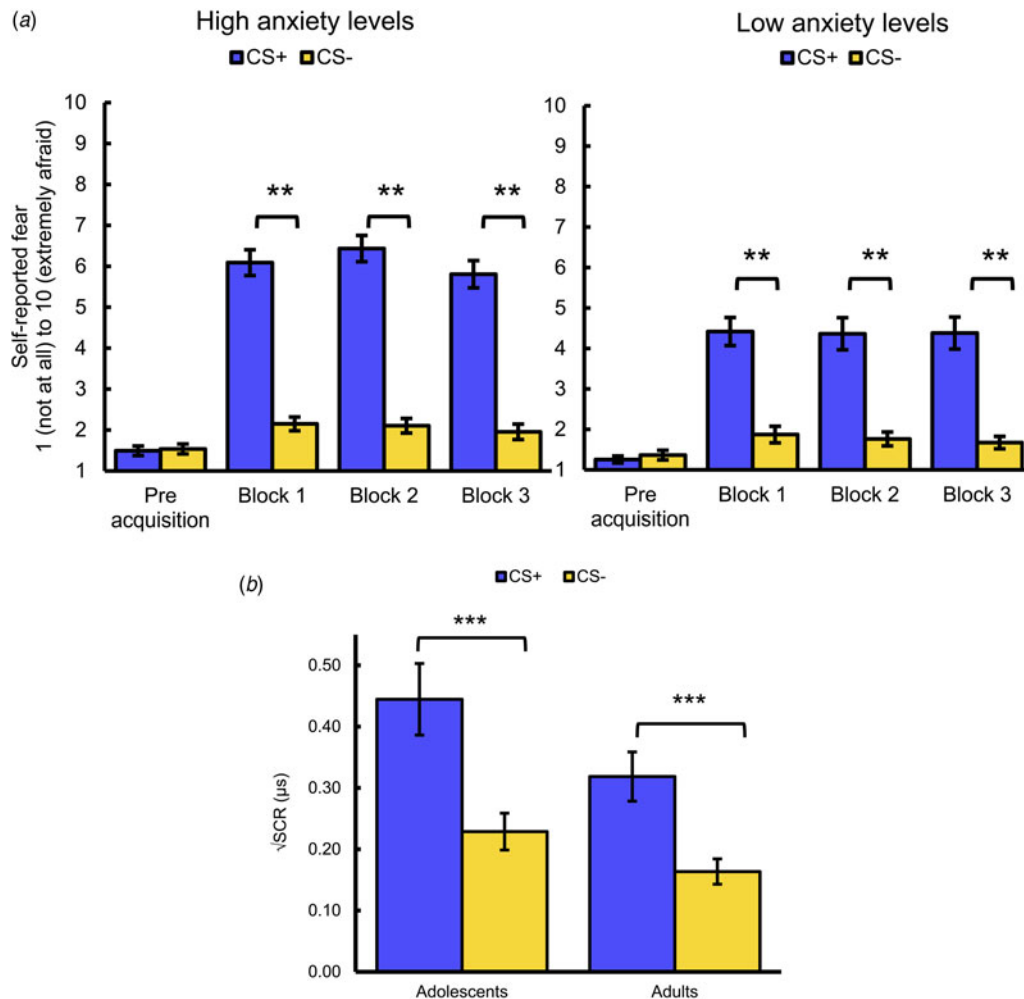 (a)
High anxiety levels
CS+ CS-
Self-reported fear
1 (not at all) to 10 (extremely afraid)
10
9
8
7
6
5
4
3
2
1
** ** **
Pre
acquisition
Block 1 Block 2 Block 3
Low anxiety levels
CS+ CS-
10
9
8
7
6
5
4
3
2
1
** ** **
Pre
acquisition
Block 1 Block 2 Block 3
(b)
CS+ CS-
√SCR (µs)
0.50
0.40
0.30
0.20
0.10
0.00
***
***
Adolescents Adults